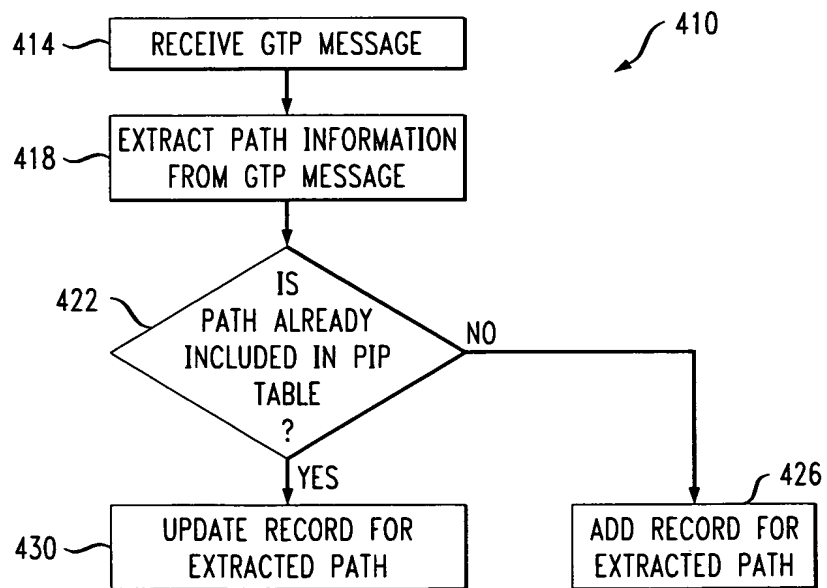 414
RECEIVE GTP MESSAGE
410
418
EXTRACT PATH INFORMATION
FROM GTP MESSAGE
422
IS
PATH ALREADY
INCLUDED IN PIP
TABLE
?
NO
YES
430
UPDATE RECORD FOR
EXTRACTED PATH
426
ADD RECORD FOR
EXTRACTED PATH